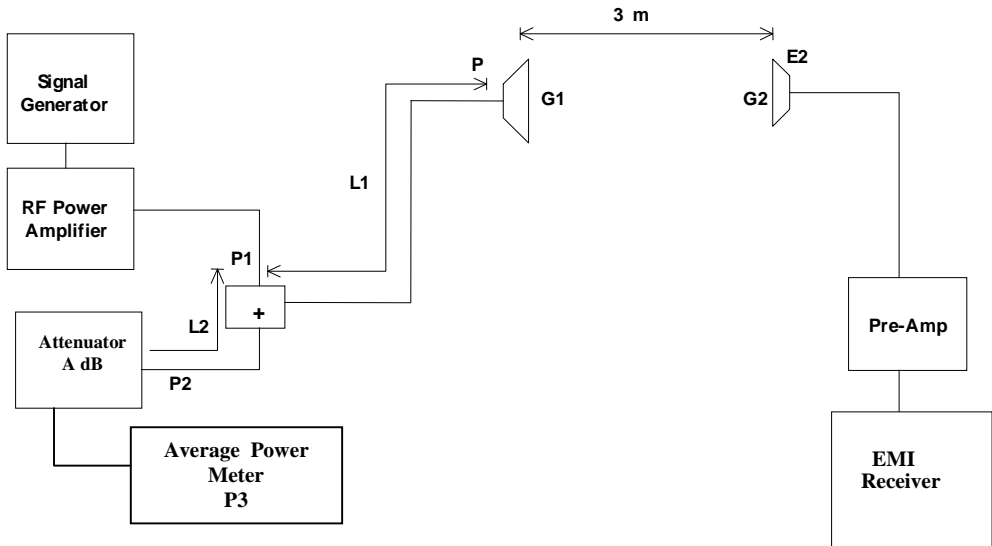 3 m
P
E2
Signal
Generator
G1
G2
L1
RF Power
Amplifier
P1
+
L2
Attenuator
A dB
P2
Pre-Amp
Average Power
Meter
P3
EMI
Receiver